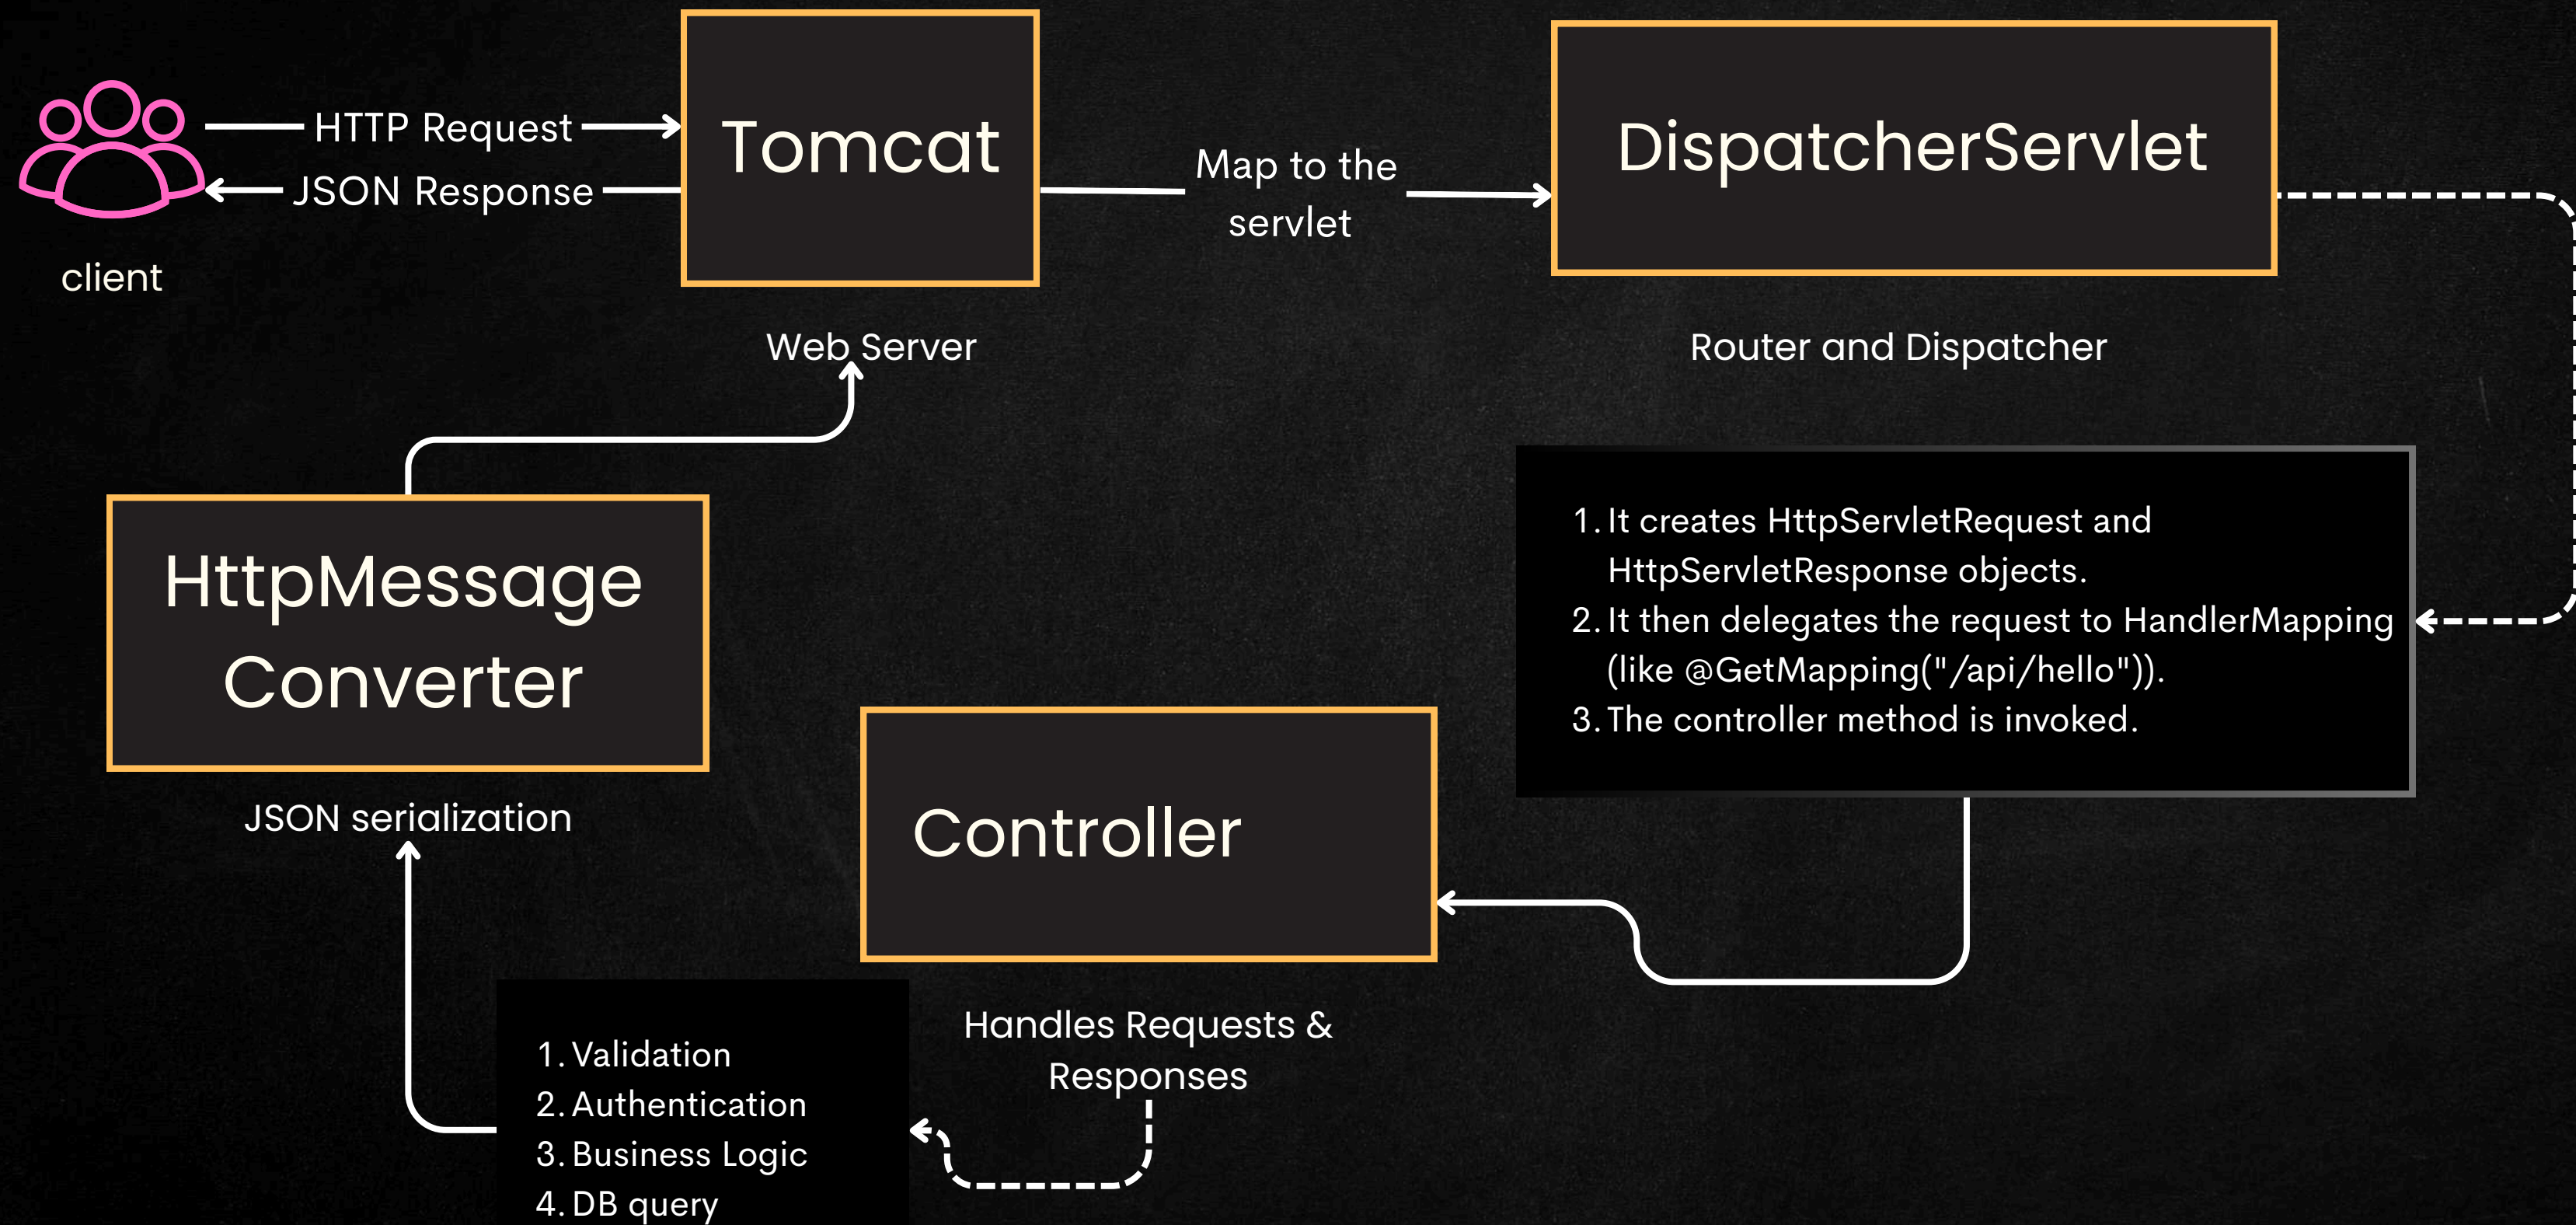 HTTP Request
JSON Response
client
Tomcat
Web Server
Map to the
servlet
DispatcherServlet
Router and Dispatcher
1. It creates HttpServletRequest and
HttpServletResponse objects.
2. It then delegates the request to HandlerMapping
(like @GetMapping("/api/hello")).
3. The controller method is invoked.
Controller
Handles Requests &
Responses
1. Validation
2. Authentication
3. Business Logic
4. DB query
HttpMessage
Converter
JSON serialization